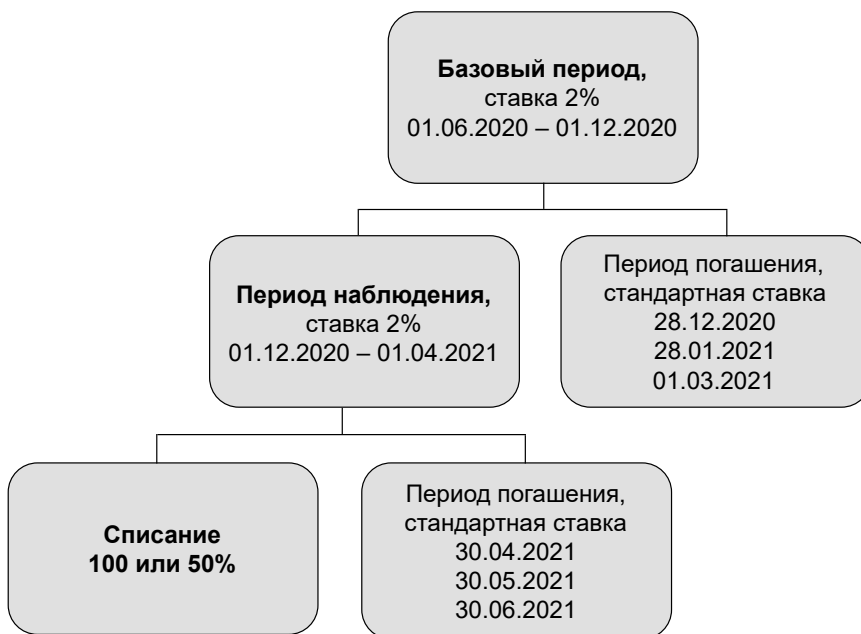 Базовый период,
ставка 2%
01.06.2020 – 01.12.2020
Период наблюдения,
ставка 2%
01.12.2020 – 01.04.2021
Период погашения,
стандартная ставка
28.12.2020
28.01.2021
01.03.2021
Списание
100 или 50%
Период погашения,
стандартная ставка
30.04.2021
30.05.2021
30.06.2021